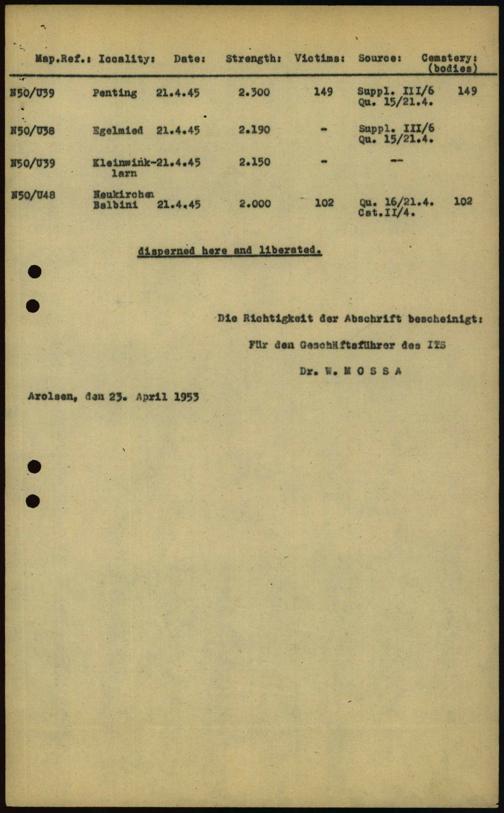 Map.Ref.: Locality: Date: Strength: Victims: Source: Cemetery:
(bodies)
N50/U39 Penting 21.4.45 2.300 149 Suppl. III/6 149
Qu. 15/21.4.
N50/U38 Egelmied 21.4.45 2.190 - Suppl. III/6
Qu. 15/21.4.
N50/U39 Kleinwink- 21.4.45 2.150 - --
larn
N50/U48 Neukirchen
Balbini 21.4.45 2.000 102 Qu. 16/21.4. 102
Cat.II/4.
dispersed here and liberated.
Die Richtigkeit der Abschrift bescheinigt:
Für den Geschäftsführer des ITS
Dr. W. M O S S A
Arolsen, den 23. April 1953